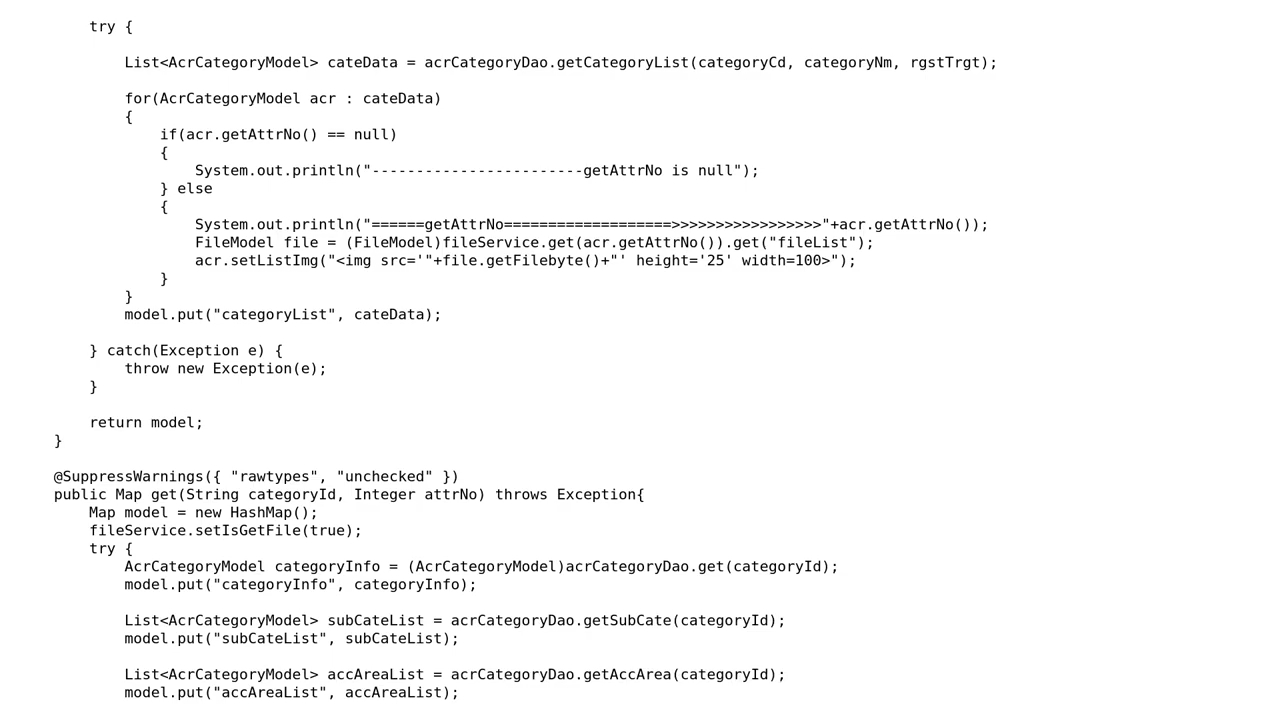 try {
List<AcrCategoryModel> cateData = acrCategoryDao.getCategoryList(categoryCd, categoryNm, rgstTrgt);
for(AcrCategoryModel acr : cateData)
{
if(acr.getAttrNo() == null)
{
System.out.println("------------------------getAttrNo is null");
} else
{
System.out.println("======getAttrNo===================>>>>>>>>>>>>>>>>>"+acr.getAttrNo());
FileModel file = (FileModel)fileService.get(acr.getAttrNo()).get("fileList");
acr.setListImg("<img src='"+file.getFilebyte()+"' height='25' width=100>");
}
}
model.put("categoryList", cateData);
} catch(Exception e) {
throw new Exception(e);
}
return model;
}
@SuppressWarnings({ "rawtypes", "unchecked" })
public Map get(String categoryId, Integer attrNo) throws Exception{
Map model = new HashMap();
fileService.setIsGetFile(true);
try {
AcrCategoryModel categoryInfo = (AcrCategoryModel)acrCategoryDao.get(categoryId);
model.put("categoryInfo", categoryInfo);
List<AcrCategoryModel> subCateList = acrCategoryDao.getSubCate(categoryId);
model.put("subCateList", subCateList);
List<AcrCategoryModel> accAreaList = acrCategoryDao.getAccArea(categoryId);
model.put("accAreaList", accAreaList);